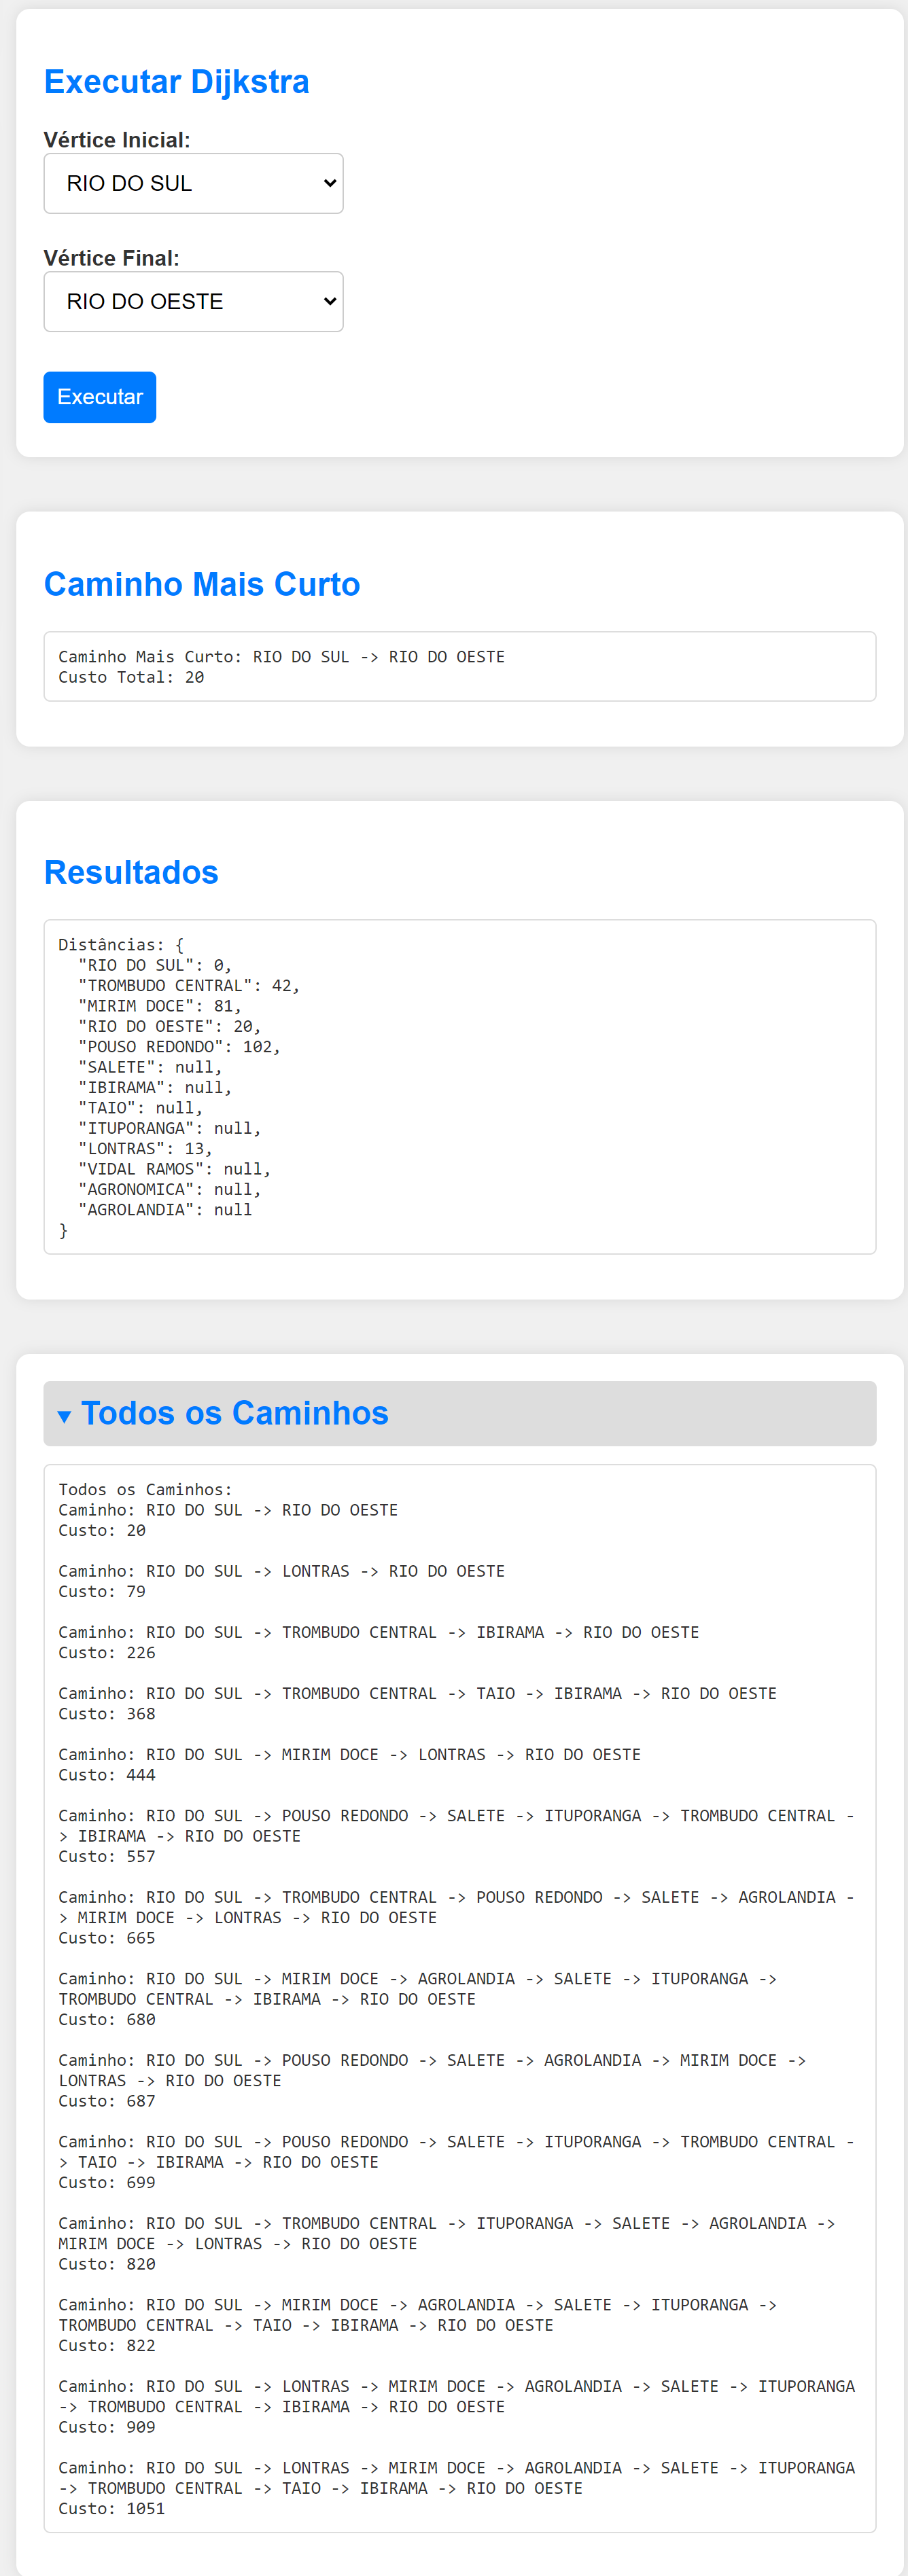 Executar Dijkstra
Vértice Inicial:
RIO DO SUL
Vértice Final:
RIO DO OESTE
Executar
Caminho Mais Curto
Caminho Mais Curto: RIO DO SUL -> RIO DO OESTE
Custo Total: 20
Resultados
Distâncias: {
"RIO DO SUL": 0,
"TROMBUDO CENTRAL": 42,
"MIRIM DOCE": 81,
"RIO DO OESTE": 20,
"POUSO REDONDO": 102,
"SALETE": null,
"IBIRAMA": null,
"TAIO": null,
"ITUPORANGA": null,
"LONTRAS": 13,
"VIDAL RAMOS": null,
"AGRONOMICA": null,
"AGROLANDIA": null
}
Todos os Caminhos
Todos os Caminhos:
Caminho: RIO DO SUL -> RIO DO OESTE
Custo: 20
Caminho: RIO DO SUL -> LONTRAS -> RIO DO OESTE
Custo: 79
Caminho: RIO DO SUL -> TROMBUDO CENTRAL -> IBIRAMA -> RIO DO OESTE
Custo: 226
Caminho: RIO DO SUL -> TROMBUDO CENTRAL -> TAIO -> IBIRAMA -> RIO DO OESTE
Custo: 368
Caminho: RIO DO SUL -> MIRIM DOCE -> LONTRAS -> RIO DO OESTE
Custo: 444
Caminho: RIO DO SUL -> POUSO REDONDO -> SALETE -> ITUPORANGA -> TROMBUDO CENTRAL -
> IBIRAMA -> RIO DO OESTE
Custo: 557
Caminho: RIO DO SUL -> TROMBUDO CENTRAL -> POUSO REDONDO -> SALETE -> AGROLANDIA -
> MIRIM DOCE -> LONTRAS -> RIO DO OESTE
Custo: 665
Caminho: RIO DO SUL -> MIRIM DOCE -> AGROLANDIA -> SALETE -> ITUPORANGA ->
TROMBUDO CENTRAL -> IBIRAMA -> RIO DO OESTE
Custo: 680
Caminho: RIO DO SUL -> POUSO REDONDO -> SALETE -> AGROLANDIA -> MIRIM DOCE ->
LONTRAS -> RIO DO OESTE
Custo: 687
Caminho: RIO DO SUL -> POUSO REDONDO -> SALETE -> ITUPORANGA -> TROMBUDO CENTRAL -
> TAIO -> IBIRAMA -> RIO DO OESTE
Custo: 699
Caminho: RIO DO SUL -> TROMBUDO CENTRAL -> ITUPORANGA -> SALETE -> AGROLANDIA ->
MIRIM DOCE -> LONTRAS -> RIO DO OESTE
Custo: 820
Caminho: RIO DO SUL -> MIRIM DOCE -> AGROLANDIA -> SALETE -> ITUPORANGA ->
TROMBUDO CENTRAL -> TAIO -> IBIRAMA -> RIO DO OESTE
Custo: 822
Caminho: RIO DO SUL -> LONTRAS -> MIRIM DOCE -> AGROLANDIA -> SALETE -> ITUPORANGA
-> TROMBUDO CENTRAL -> IBIRAMA -> RIO DO OESTE
Custo: 909
Caminho: RIO DO SUL -> LONTRAS -> MIRIM DOCE -> AGROLANDIA -> SALETE -> ITUPORANGA
-> TROMBUDO CENTRAL -> TAIO -> IBIRAMA -> RIO DO OESTE
Custo: 1051